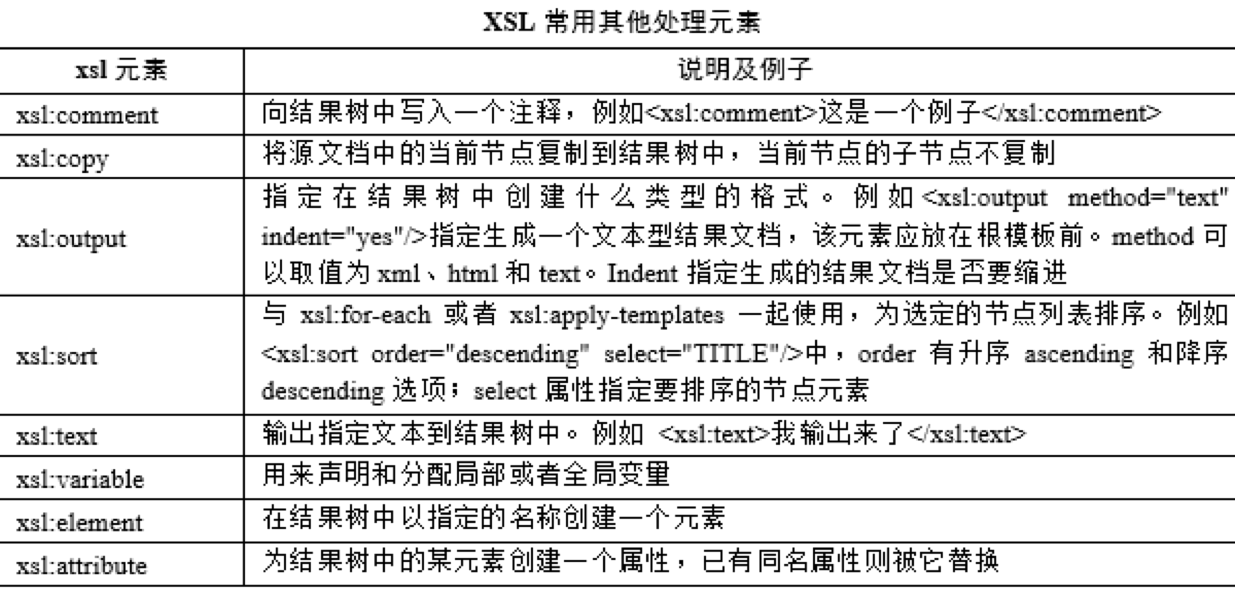 XSL 常用其他处理元素
xsl 元素 说明及例子
xsl:comment 向结果树中写入一个注释，例如<xsl:comment>这是一个例子</xsl:comment>
xsl:copy 将源文档中的当前节点复制到结果树中，当前节点的子节点不复制
xsl:output 指定在结果树中创建什么类型的格式。例如<xsl:output method="text"
indent="yes"/>指定生成一个文本型结果文档，该元素应放在根模板前。method 可
以取值为 xml、html 和 text。Indent 指定生成的结果文档是否要缩进
xsl:sort 与 xsl:for-each 或者 xsl:apply-templates 一起使用，为选定的节点列表排序。例如
<xsl:sort order="descending" select="TITLE"/>中，order 有升序 ascending 和降序
descending 选项；select 属性指定要排序的节点元素
xsl:text 输出指定文本到结果树中。例如 <xsl:text>我输出来了</xsl:text>
xsl:variable 用来声明和分配局部或者全局变量
xsl:element 在结果树中以指定的名称创建一个元素
xsl:attribute 为结果树中的某元素创建一个属性，已有同名属性则被它替换